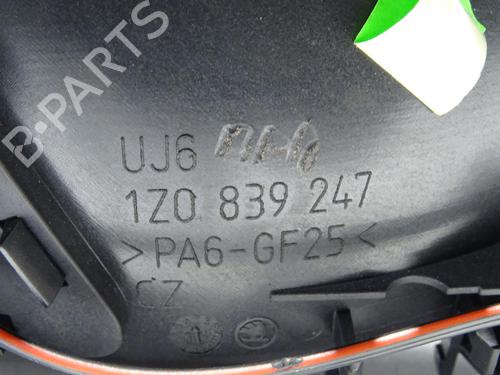 UJ6
1Z0 839 247
>PA6-GF25<
CZ
B-PARTS